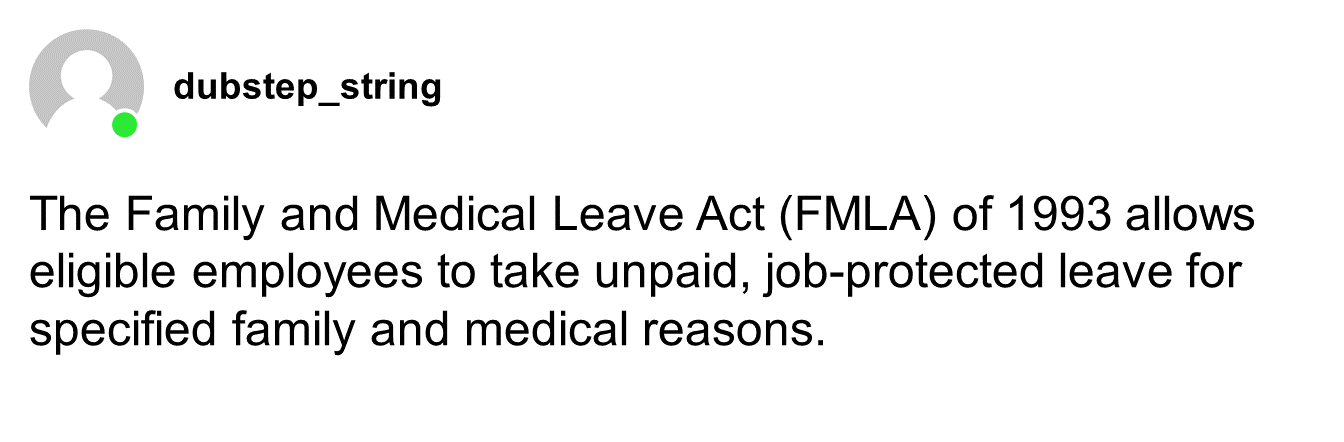 dubstep_string
The Family and Medical Leave Act (FMLA) of 1993 allows
eligible employees to take unpaid, job-protected leave for
specified family and medical reasons.